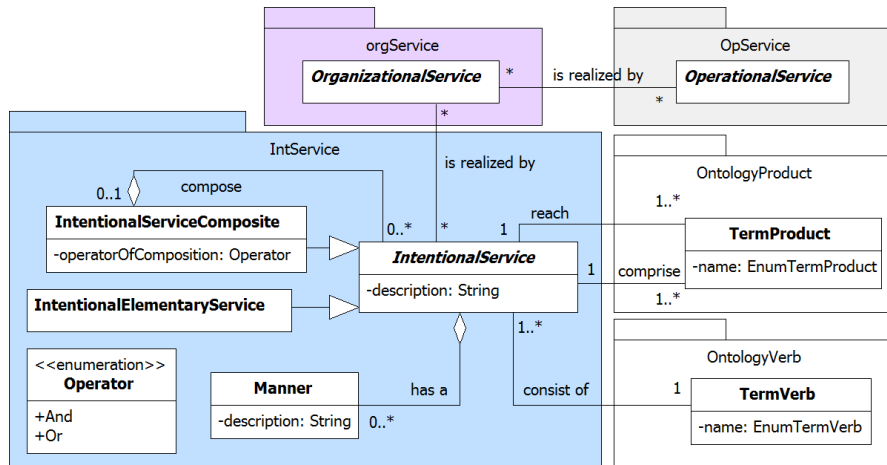 orgService
OpService
OrganizationalService
*
is realized by
*
OperationalService
*
IntService
is realized by
OntologyProduct
compose
0..1
1..*
IntentionalServiceComposite
-operatorOfComposition: Operator
0..*
*
1
reach
IntentionalService
-description: String
TermProduct
-name: EnumTermProduct
1
comprise
1..*
IntentionalElementaryService
1..*
<<enumeration>>
Operator
+And
+Or
OntologyVerb
Manner
-description: String
has a
0..*
consist of
1
TermVerb
-name: EnumTermVerb